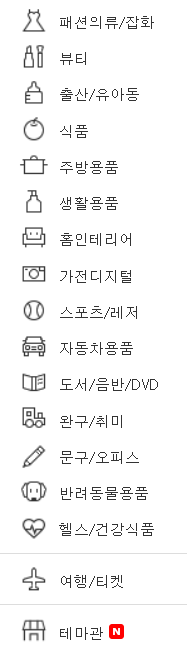 패션의류/잡화
뷰티
출산/유아동
식품
주방용품
생활용품
홈인테리어
가전디지털
스포츠/레저
자동차용품
도서/음반/DVD
완구/취미
문구/오피스
반려동물용품
헬스/건강식품
여행/티켓
테마관 N